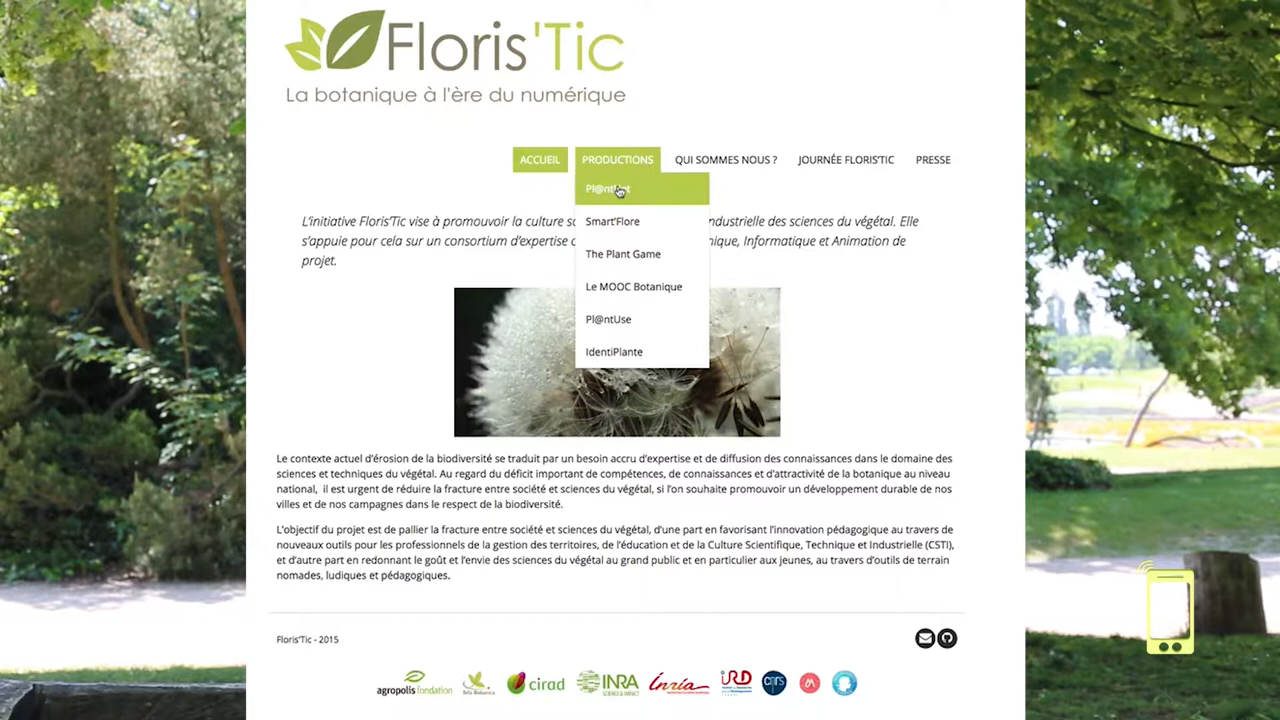 Floris'Tic
La botanique à l'ère du numérique
ACCUEIL PRODUCTIONS QUI SOMMES NOUS ? JOURNÉE FLORIS'TIC PRESSE
Smart'Flore
The Plant Game
Le MOOC Botanique
Pl@ntUse
IdentiPlante
L'initiative Floris'Tic vise à promouvoir la culture industrielle des sciences du végétal. Elle
s'appuie pour cela sur un consortium d'expertise Informatique et Animation de
projet.
Le contexte actuel d'érosion de la biodiversité se traduit par un besoin accru d'expertise et de diffusion des connaissances dans le domaine des
sciences et techniques du végétal. Au regard du déficit important de compétences, de connaissances et d'attractivité de la botanique au niveau
national, il est urgent de réduire la fracture entre société et sciences du végétal, si l'on souhaite promouvoir un développement durable de nos
villes et de nos campagnes dans le respect de la biodiversité.
L'objectif du projet est de pallier la fracture entre société et sciences du végétal, d'une part en favorisant l'innovation pédagogique au travers de
nouveaux outils pour les professionnels de la gestion des territoires, de l'éducation et de la Culture Scientifique, Technique et Industrielle (CSTI),
et d'autre part en redonnant le goût et l'envie des sciences du végétal au grand public et en particulier aux jeunes, au travers d'outils de terrain
nomades, ludiques et pédagogiques.
Floris'Tic - 2015
agropolis fondation Tela Botanica cirad INRA SCIENCE & IMPACT Inria iRD cnrs